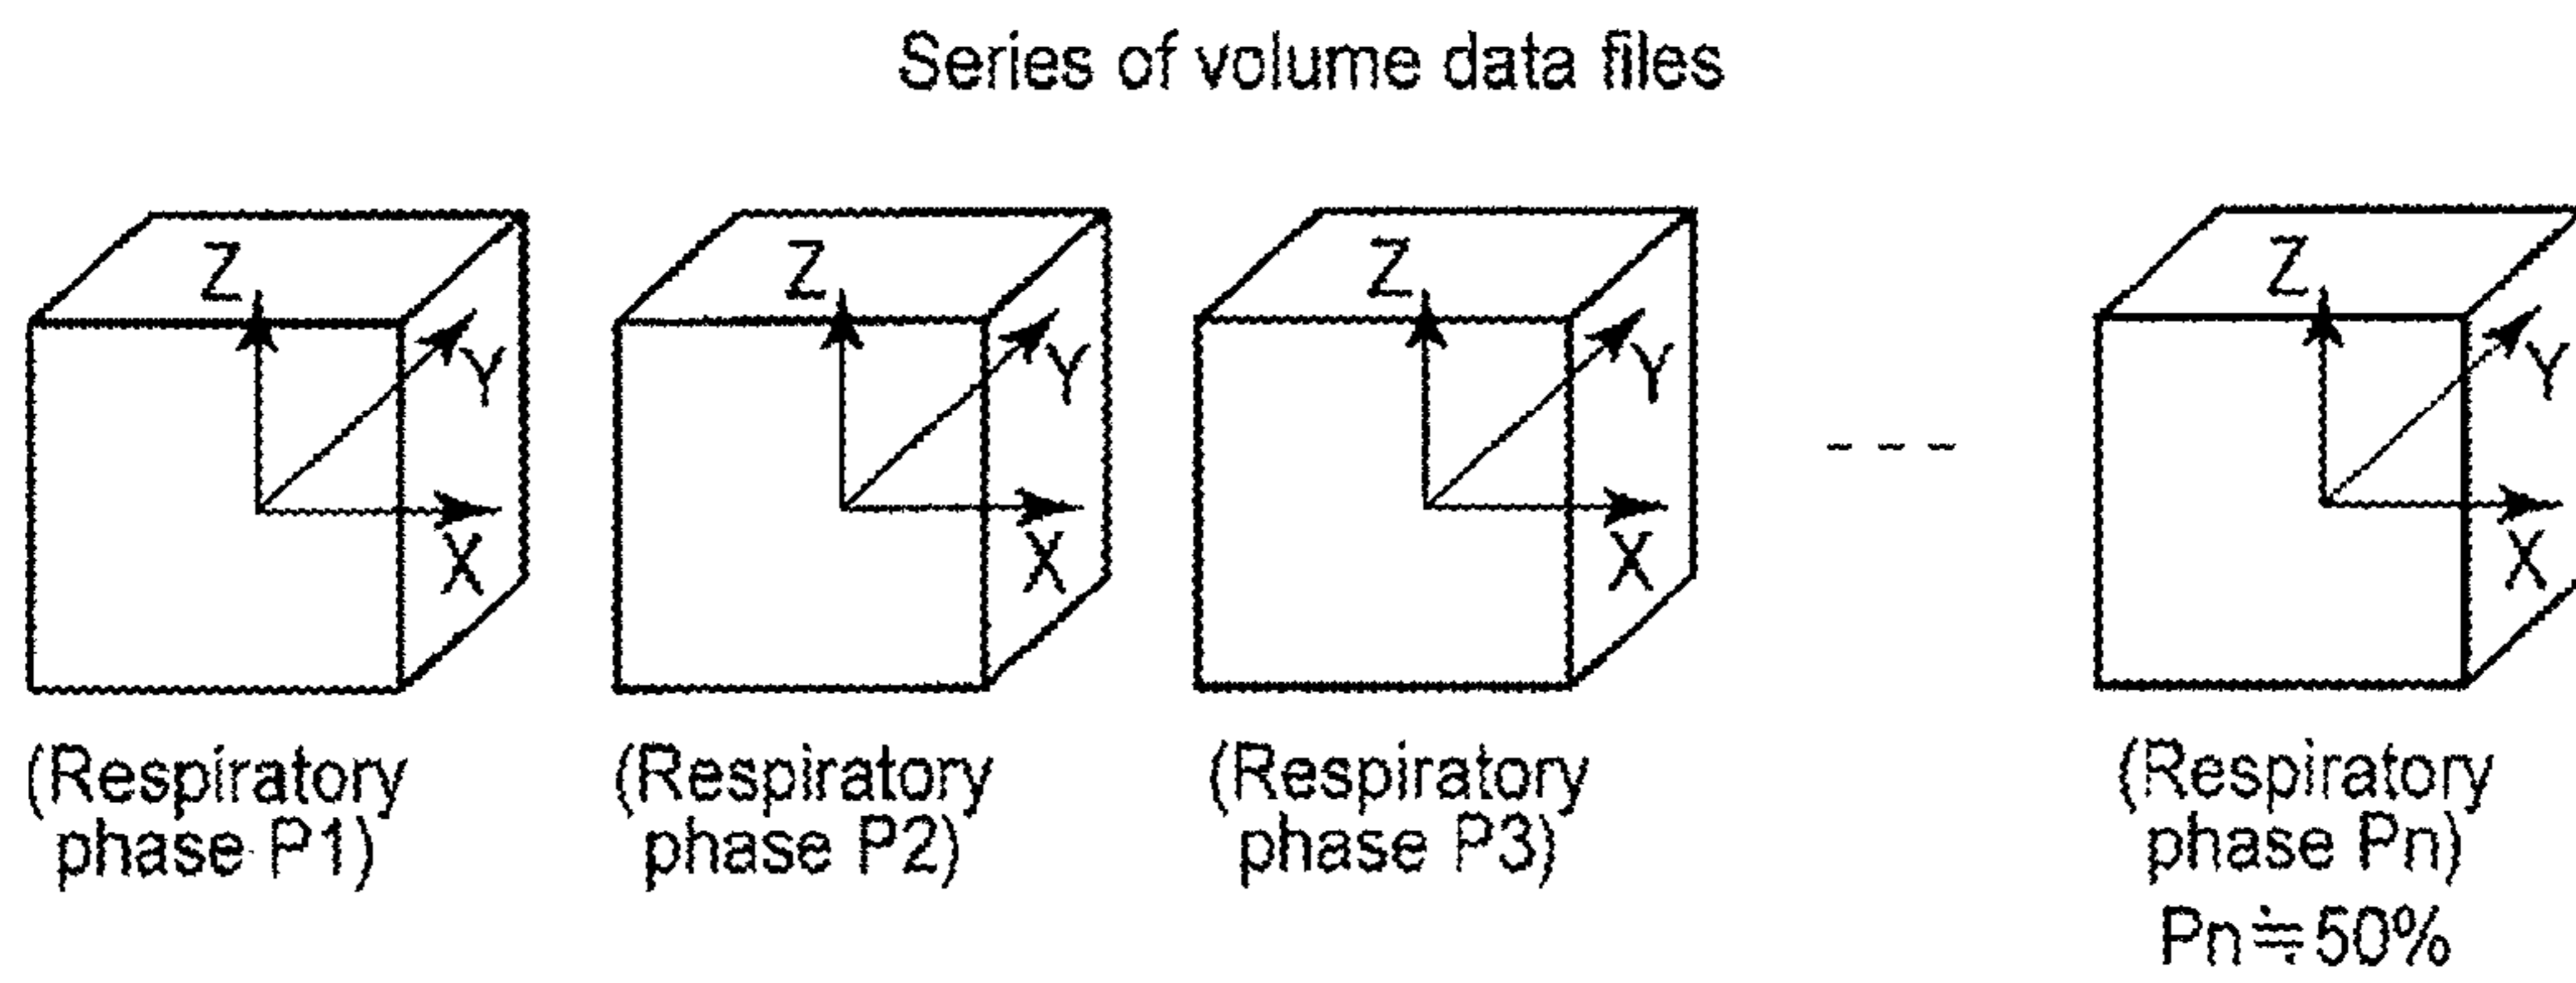 Series of volume data files
Z
Y
X
Z
Y
X
Z
Y
X
- - -
Z
Y
X
(Respiratory
phase P1)
(Respiratory
phase P2)
(Respiratory
phase P3)
(Respiratory
phase Pn)
Pn≒50%